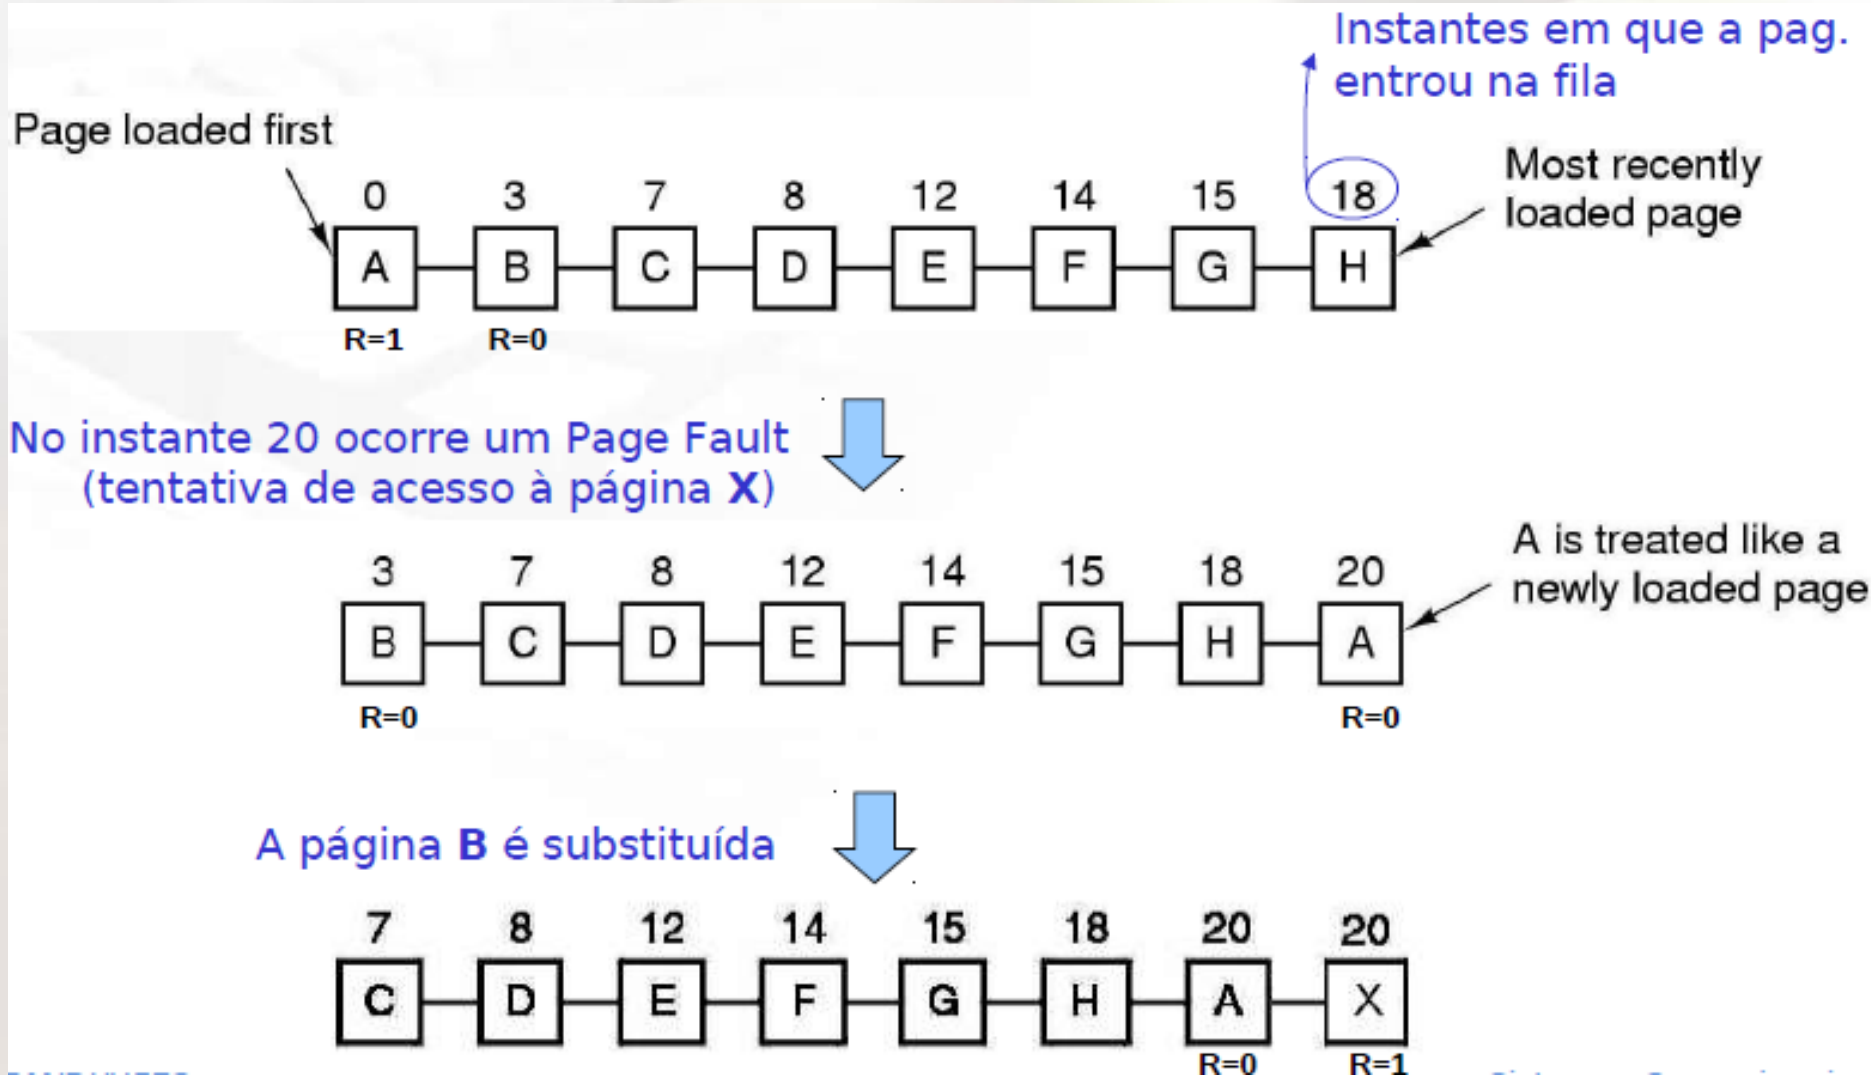 Instantes em que a pag.
entrou na fila
Page loaded first
Most recently
loaded page
0 3 7 8 12 14 15 18
A B C D E F G H
R=1 R=0
No instante 20 ocorre um Page Fault
(tentativa de acesso à página X)
A is treated like a
newly loaded page
3 7 8 12 14 15 18 20
B C D E F G H A
R=0 R=0
A página B é substituída
7 8 12 14 15 18 20 20
C D E F G H A X
R=0 R=1